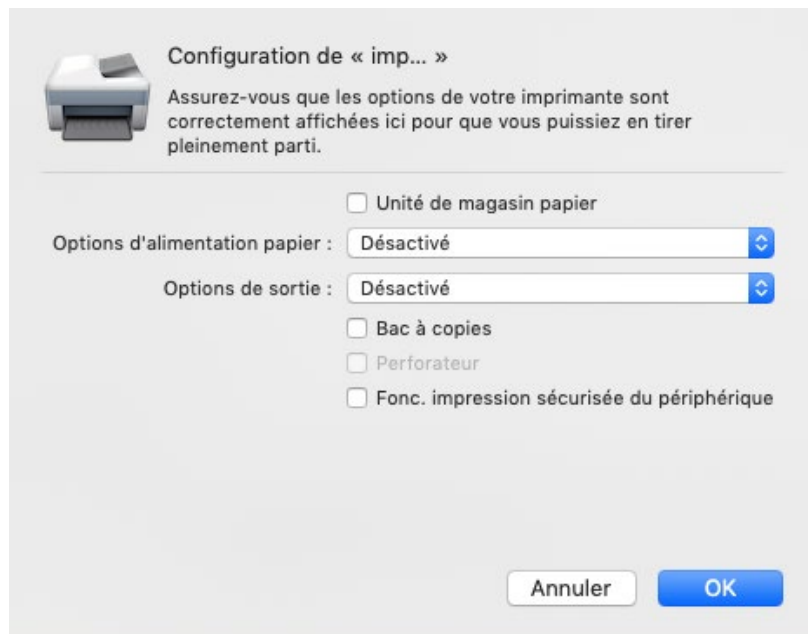 Configuration de « imp... »
Assurez-vous que les options de votre imprimante sont
correctement affichées ici pour que vous puissiez en tirer
pleinement parti.
Unité de magasin papier
Options d'alimentation papier : Désactivé
Options de sortie : Désactivé
Bac à copies
Perforateur
Fonc. impression sécurisée du périphérique
Annuler OK